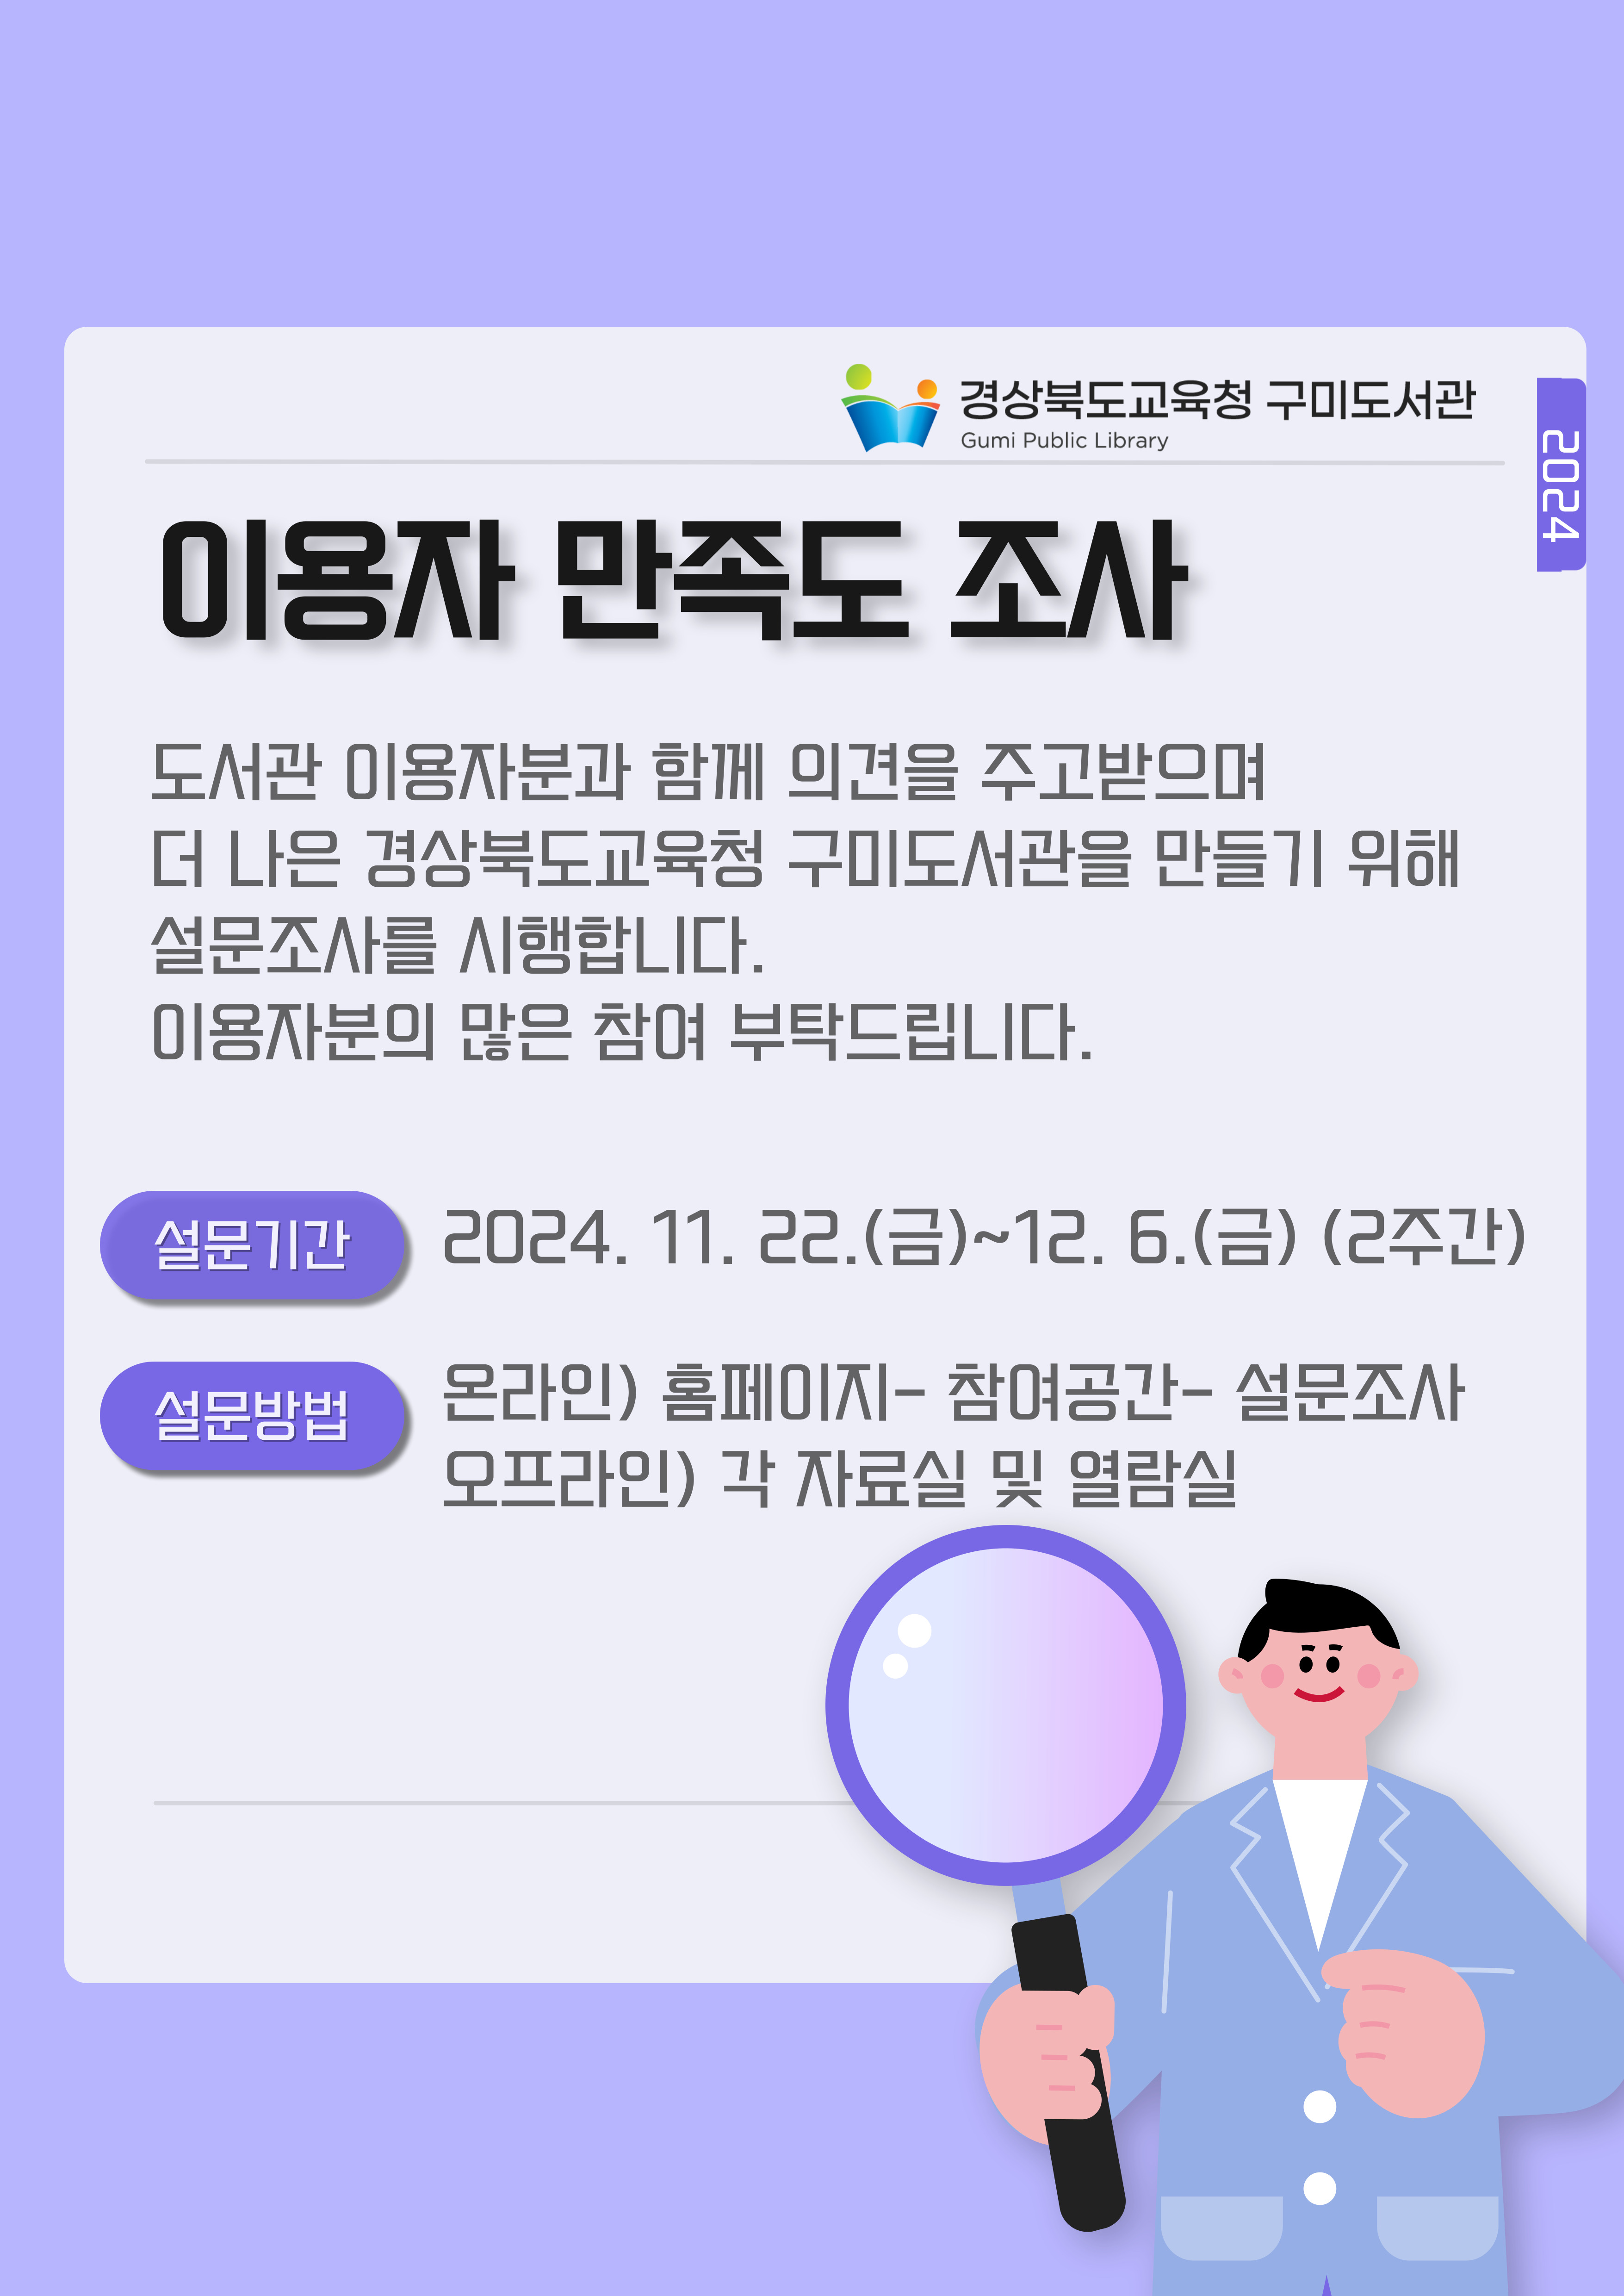 경상북도교육청 구미도서관
Gumi Public Library
2024
이용자 만족도 조사
도서관 이용자분과 함께 의견을 주고받으며
더 나은 경상북도교육청 구미도서관을 만들기 위해
설문조사를 시행합니다.
이용자분의 많은 참여 부탁드립니다.
설문기간
2024. 11. 22.(금)~12. 6.(금) (2주간)
설문방법
온라인) 홈페이지- 참여공간- 설문조사
오프라인) 각 자료실 및 열람실